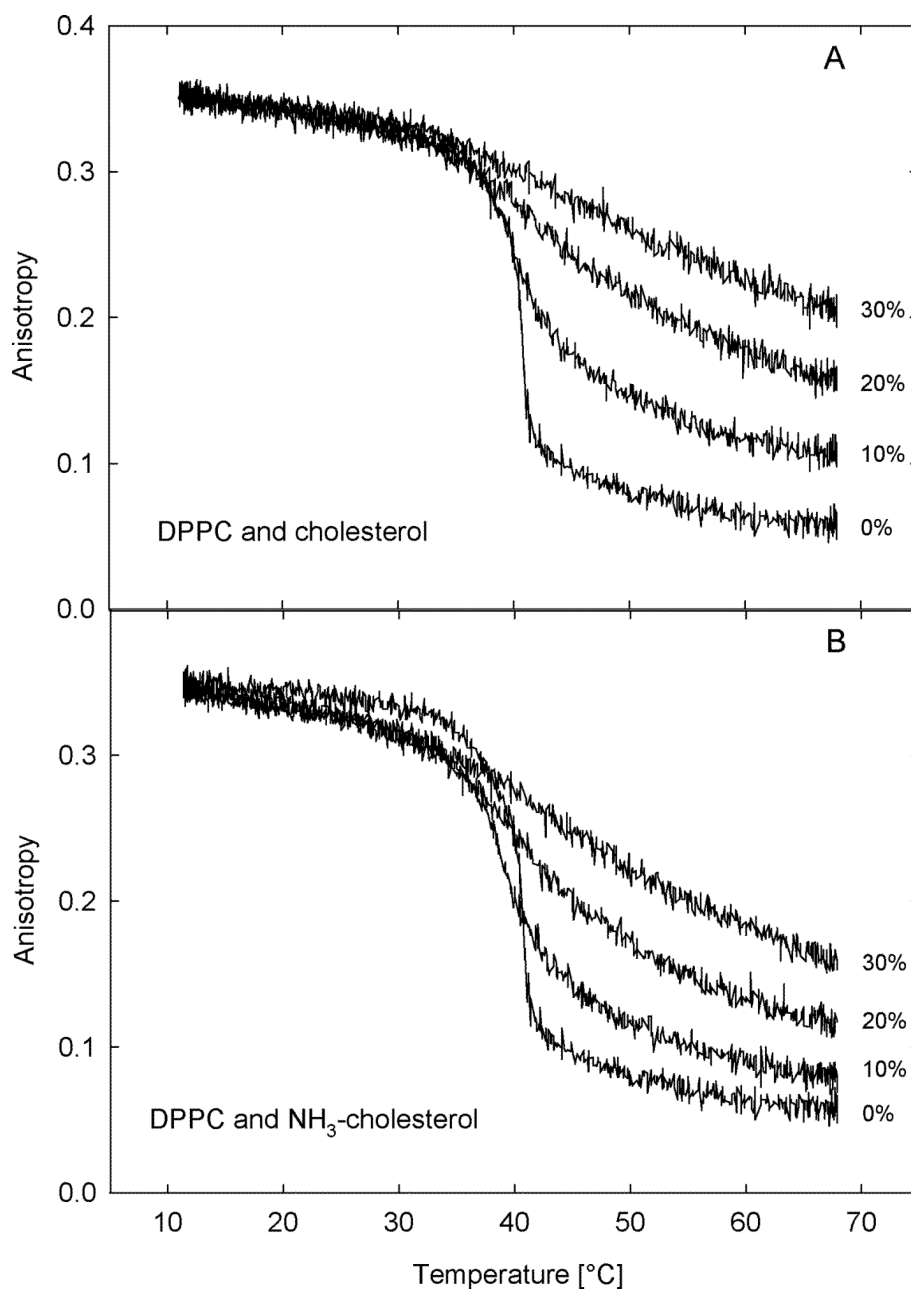 0.4
A
0.3
Anisotropy
0.2
30%
20%
10%
0.1
0%
DPPC and cholesterol
0.0
B
0.3
Anisotropy
0.2
30%
20%
0.1
10%
0%
DPPC and NH₃-cholesterol
0.0
10 20 30 40 50 60 70
Temperature [°C]